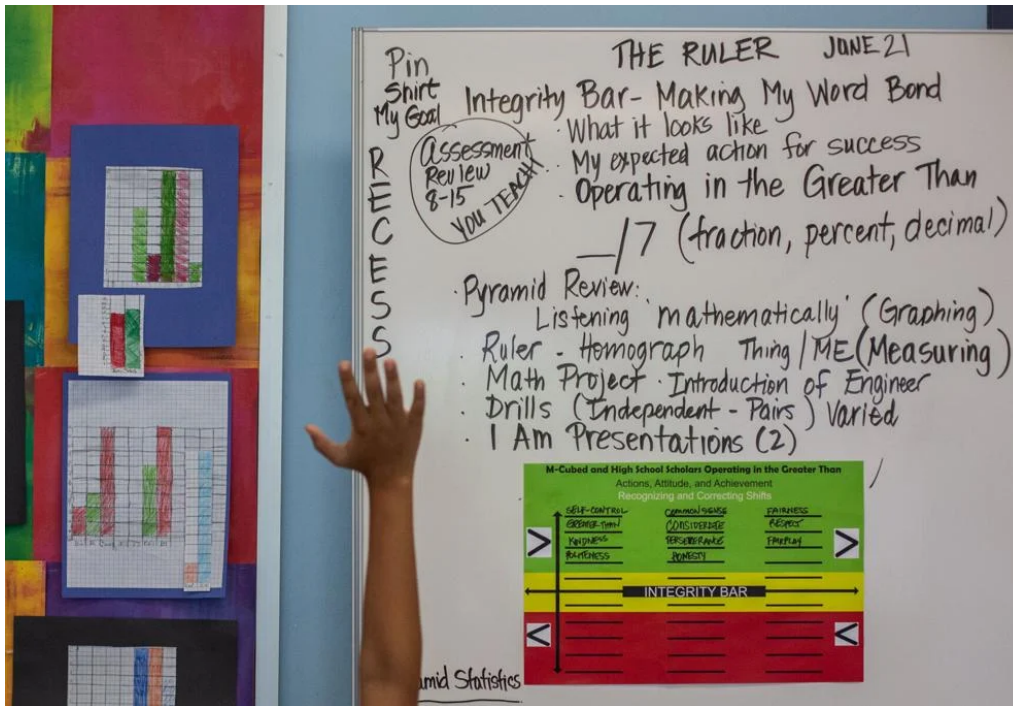 THE RULER JUNE 21
Pin
Shirt
My Goal
Integrity Bar - Making My Word Bond
· What it looks like
· My expected action for success
· Operating in the Greater Than
__/7 (fraction, percent, decimal)
Assessment
Review
8-15
YOU TEACH
R
E
C
E
S
S
· Pyramid Review:
Listening 'mathematically' (Graphing)
· Ruler - Homograph Thing/ME (Measuring)
· Math Project · Introduction of Engineer
· Drills (Independent - Pairs) Varied
· I Am Presentations (2)
M-Cubed and High School Scholars Operating in the Greater Than
Actions, Attitude, and Achievement
Recognizing and Correcting Shifts
SELF-CONTROL COMMON SENSE FAIRNESS
GREATER THAN CONSIDERATE RESPECT
> KINDNESS PERSEVERANCE FAIRPLAY >
POLITENESS HONESTY
INTEGRITY BAR
< <
amid Statistics